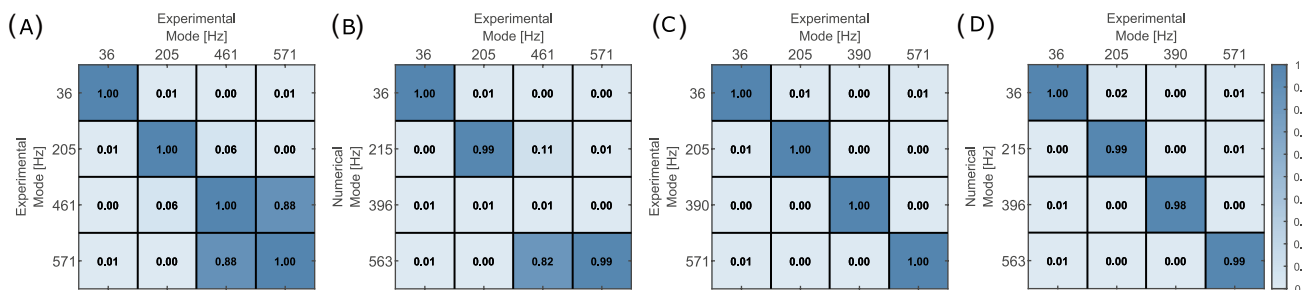 (A) Experimental (B) Experimental (C) Experimental (D) Experimental
Mode [Hz] Mode [Hz] Mode [Hz] Mode [Hz]
36 205 461 571 36 205 461 571 36 205 390 571 36 205 390 571
36 1.00 0.01 0.00 0.01 36 1.00 0.01 0.00 0.00 36 1.00 0.01 0.00 0.01 36 1.00 0.02 0.00 0.01
205 0.01 1.00 0.06 0.00 215 0.00 0.99 0.11 0.01 205 0.01 1.00 0.00 0.00 215 0.00 0.99 0.00 0.01
461 0.00 0.06 1.00 0.88 396 0.01 0.01 0.01 0.00 390 0.00 0.00 1.00 0.00 396 0.01 0.00 0.98 0.00
571 0.01 0.00 0.88 1.00 563 0.01 0.00 0.82 0.99 571 0.01 0.00 0.00 1.00 563 0.01 0.00 0.00 0.99
Experimental
Mode [Hz]
Numerical
Mode [Hz]
Experimental
Mode [Hz]
Numerical
Mode [Hz]
1